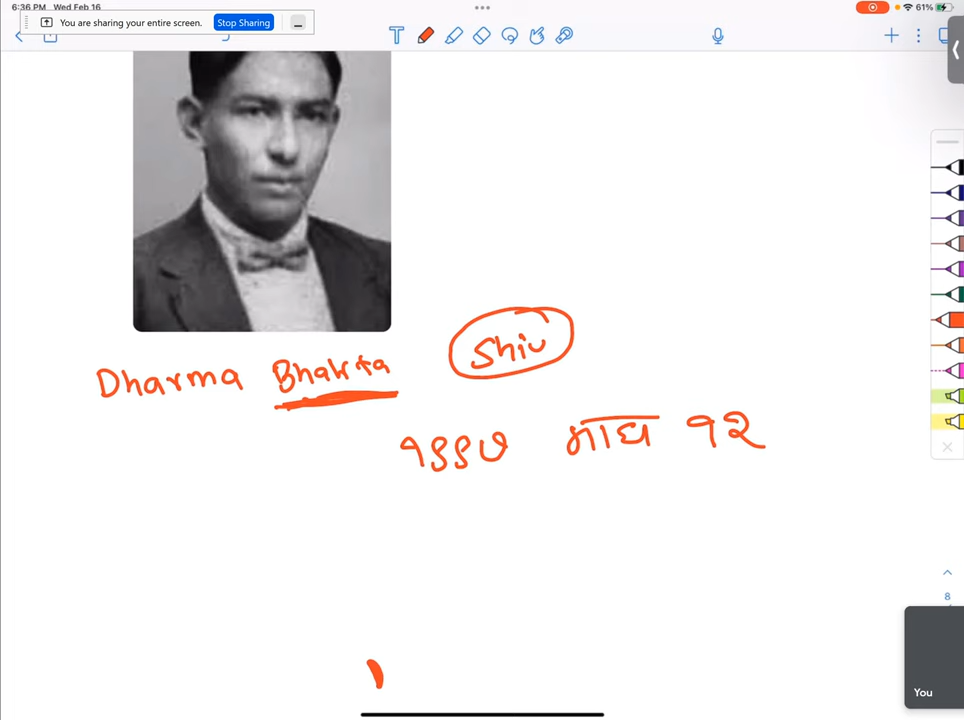 6:36 PM Wed Feb 16
61%
You are sharing your entire screen.
Stop Sharing
T
Shiv
Dharma Bhakta
१९९७ माघ १२
8
You